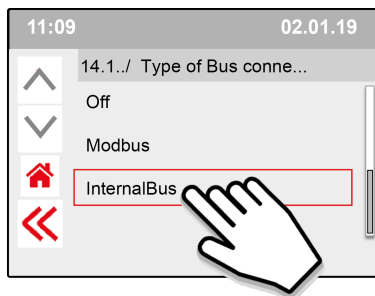 11:09 02.01.19
14.1../ Type of Bus conne...
Off
Modbus
InternalBus